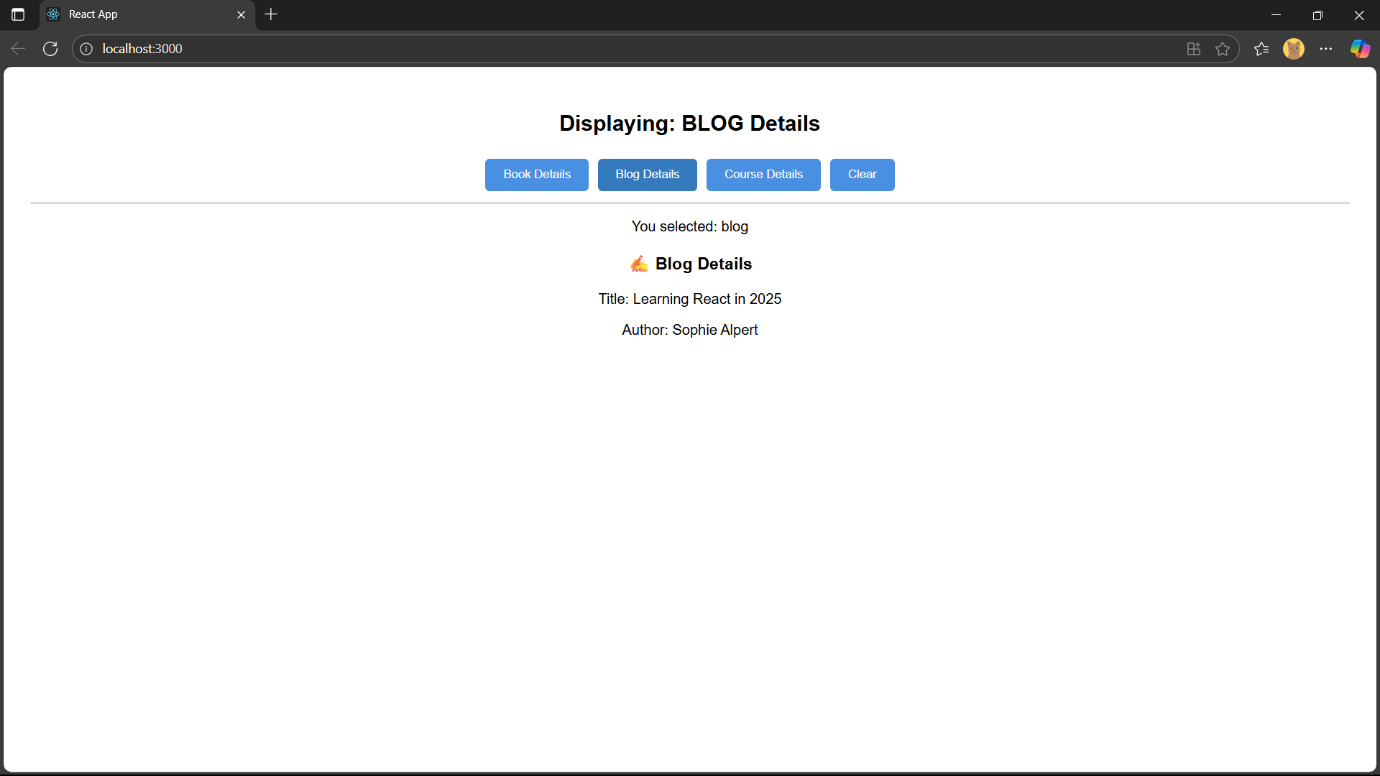 React App
localhost:3000
Displaying: BLOG Details
Book Details Blog Details Course Details Clear
You selected: blog
✍️ Blog Details
Title: Learning React in 2025
Author: Sophie Alpert